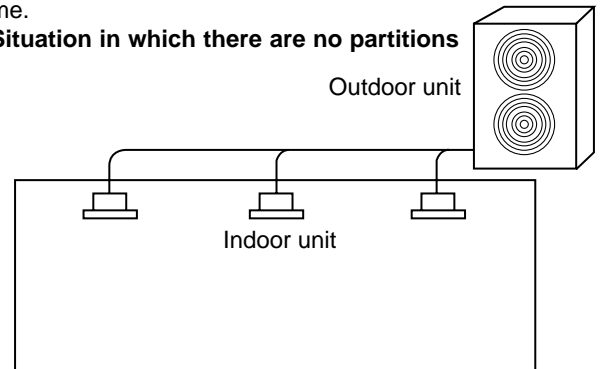 me.
Situation in which there are no partitions
Outdoor unit
Indoor unit